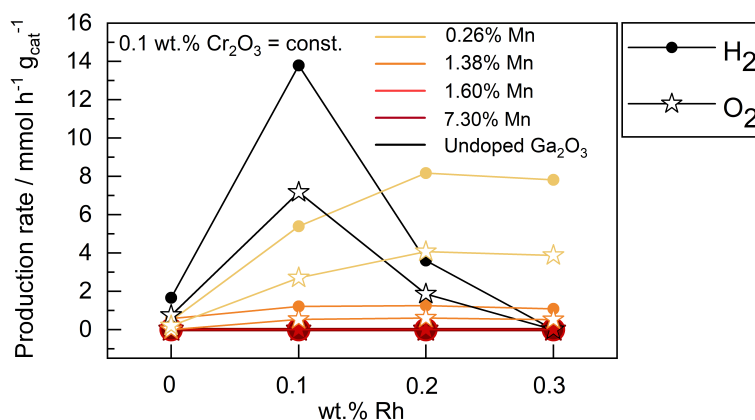 16
14
12
10
8
6
4
2
0
Production rate / mmol h⁻¹ g_cat⁻¹
0.1 wt.% Cr₂O₃ = const.
0.26% Mn
1.38% Mn
1.60% Mn
7.30% Mn
Undoped Ga₂O₃
H₂
O₂
0 0.1 0.2 0.3
wt.% Rh